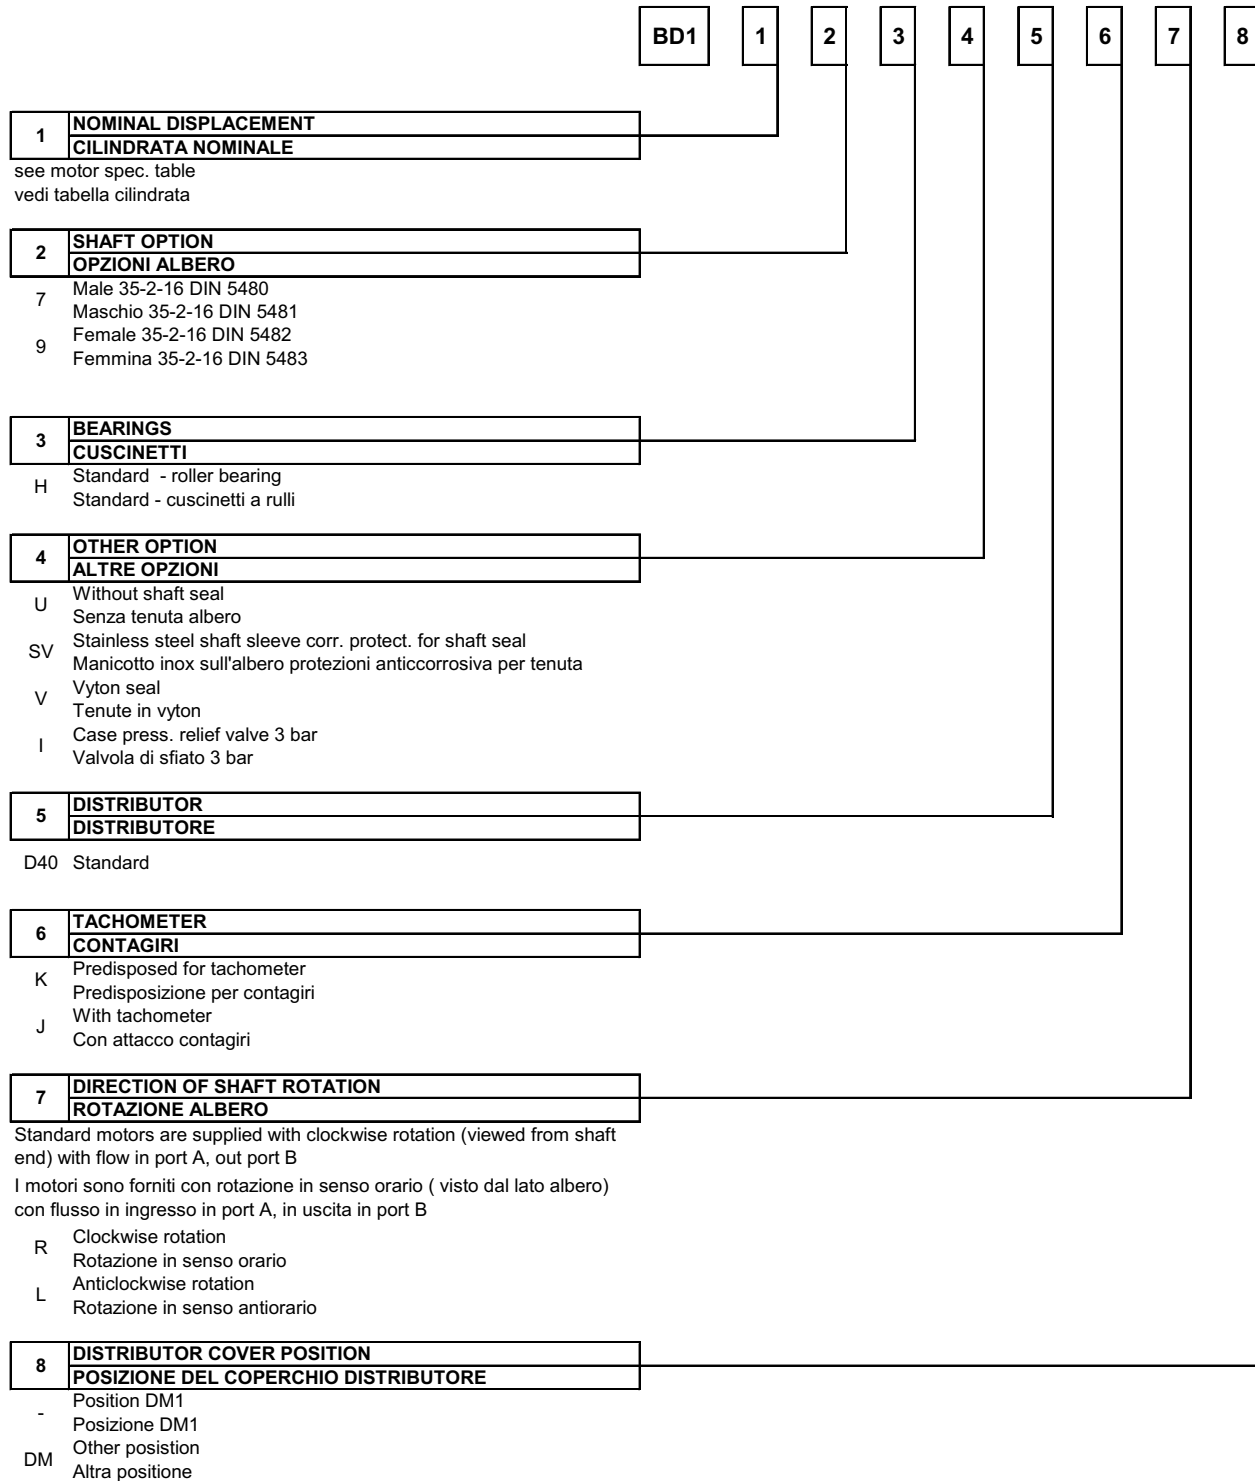 BD1 1 2 3 4 5 6 7 8
1 NOMINAL DISPLACEMENT
CILINDRATA NOMINALE
see motor spec. table
vedi tabella cilindrata
2 SHAFT OPTION
OPZIONI ALBERO
7 Male 35-2-16 DIN 5480
Maschio 35-2-16 DIN 5481
9 Female 35-2-16 DIN 5482
Femmina 35-2-16 DIN 5483
3 BEARINGS
CUSCINETTI
H Standard - roller bearing
Standard - cuscinetti a rulli
4 OTHER OPTION
ALTRE OPZIONI
U Without shaft seal
Senza tenuta albero
SV Stainless steel shaft sleeve corr. protect. for shaft seal
Manicotto inox sull'albero protezioni anticcorrosiva per tenuta
V Vyton seal
Tenute in vyton
I Case press. relief valve 3 bar
Valvola di sfiato 3 bar
5 DISTRIBUTOR
DISTRIBUTORE
D40 Standard
6 TACHOMETER
CONTAGIRI
K Predisposed for tachometer
Predisposizione per contagiri
J With tachometer
Con attacco contagiri
7 DIRECTION OF SHAFT ROTATION
ROTAZIONE ALBERO
Standard motors are supplied with clockwise rotation (viewed from shaft
end) with flow in port A, out port B
I motori sono forniti con rotazione in senso orario ( visto dal lato albero)
con flusso in ingresso in port A, in uscita in port B
R Clockwise rotation
Rotazione in senso orario
L Anticlockwise rotation
Rotazione in senso antiorario
8 DISTRIBUTOR COVER POSITION
POSIZIONE DEL COPERCHIO DISTRIBUTORE
- Position DM1
Posizione DM1
DM Other posistion
Altra positione